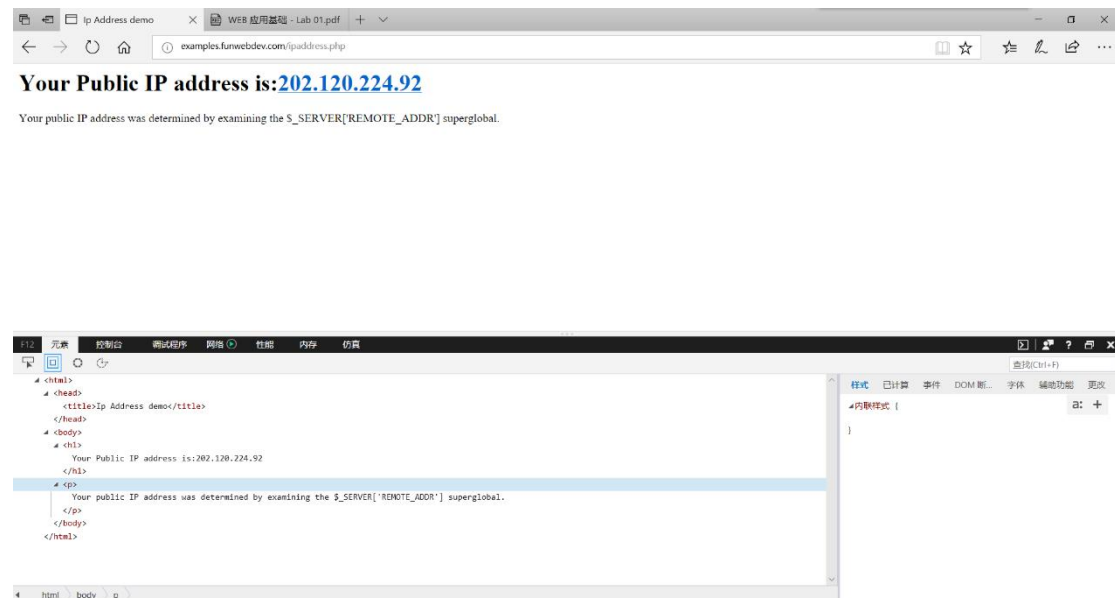 Ip Address demo
WEB 应用基础 - Lab 01.pdf
examples.funwebdev.com/ipaddress.php
Your Public IP address is:202.120.224.92
Your public IP address was determined by examining the $_SERVER['REMOTE_ADDR'] superglobal.
F12 元素 控制台 调试程序 网络 性能 内存 仿真
查找(Ctrl+F)
<html>
<head>
<title>Ip Address demo</title>
</head>
<body>
<h1>
Your Public IP address is:202.120.224.92
</h1>
<p>
Your public IP address was determined by examining the $_SERVER['REMOTE_ADDR'] superglobal.
</p>
</body>
</html>
样式 已计算 事件 DOM 断... 字体 辅助功能 更改
内联样式 {
a: +
}
html body p